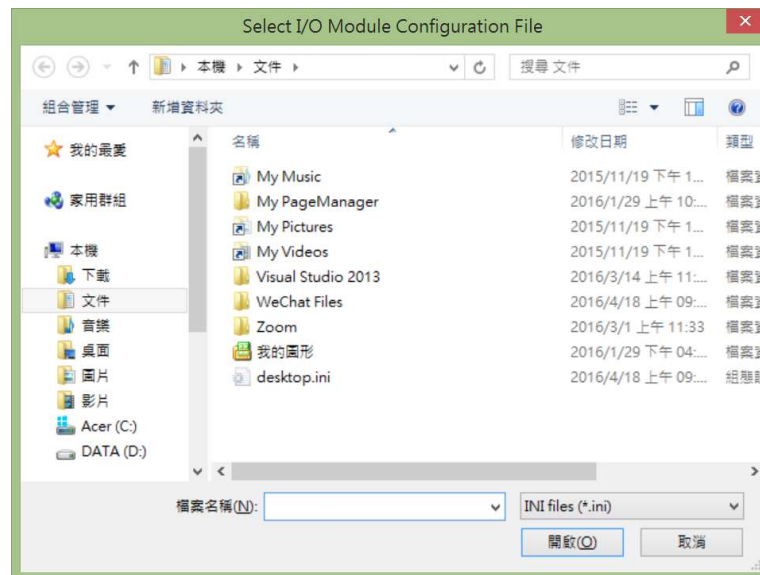 Select I/O Module Configuration File
本機 文件
搜尋 文件
組合管理 新增資料夾
我的最愛
家用群組
本機
下載
文件
音樂
桌面
圖片
影片
Acer (C:)
DATA (D:)
名稱 修改日期 類型
My Music 2015/11/19 下午 1... 檔案
My PageManager 2016/1/29 上午 10:... 檔案
My Pictures 2015/11/19 下午 1... 檔案
My Videos 2015/11/19 下午 1... 檔案
Visual Studio 2013 2016/3/14 上午 11:... 檔案
WeChat Files 2016/4/18 上午 09:... 檔案
Zoom 2016/3/1 上午 11:33 檔案
我的圖形 2016/1/29 下午 04:... 檔案
desktop.ini 2016/4/18 上午 09:... 組態
檔案名稱(N):
INI files (*.ini)
開啟(O) 取消